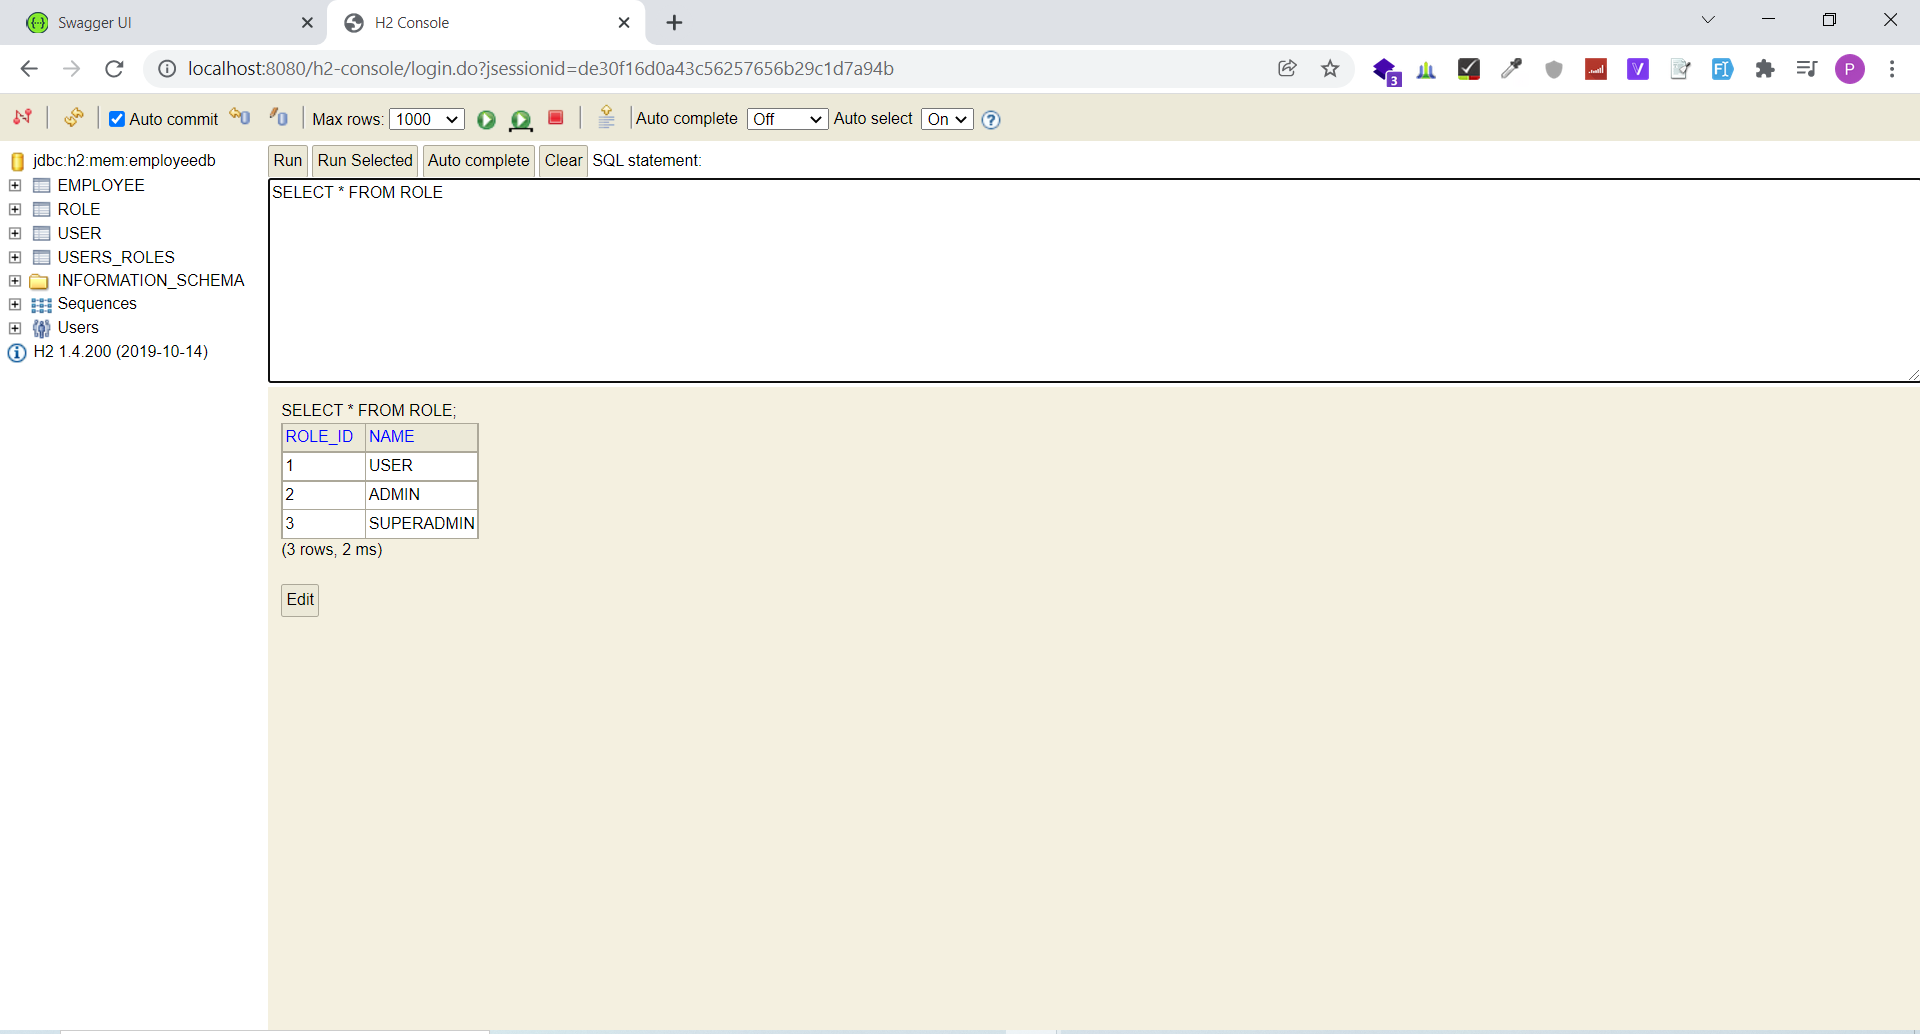 Swagger UI
H2 Console
localhost:8080/h2-console/login.do?jsessionid=de30f16d0a43c56257656b29c1d7a94b
3
V
FI
P
Auto commit
Max rows: 1000
Auto complete Off
Auto select On
?
jdbc:h2:mem:employeedb
EMPLOYEE
ROLE
USER
USERS_ROLES
INFORMATION_SCHEMA
Sequences
Users
H2 1.4.200 (2019-10-14)
Run Run Selected Auto complete Clear SQL statement:
SELECT * FROM ROLE
SELECT * FROM ROLE;
ROLE_ID NAME
1 USER
2 ADMIN
3 SUPERADMIN
(3 rows, 2 ms)
Edit